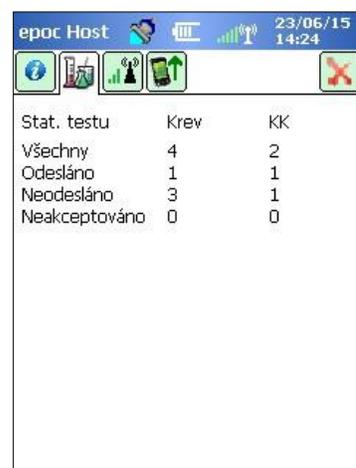 epoc Host 23/06/15
14:24
Stat. testu Krev KK
Všechny 4 2
Odesláno 1 1
Neodesláno 3 1
Neakceptováno 0 0